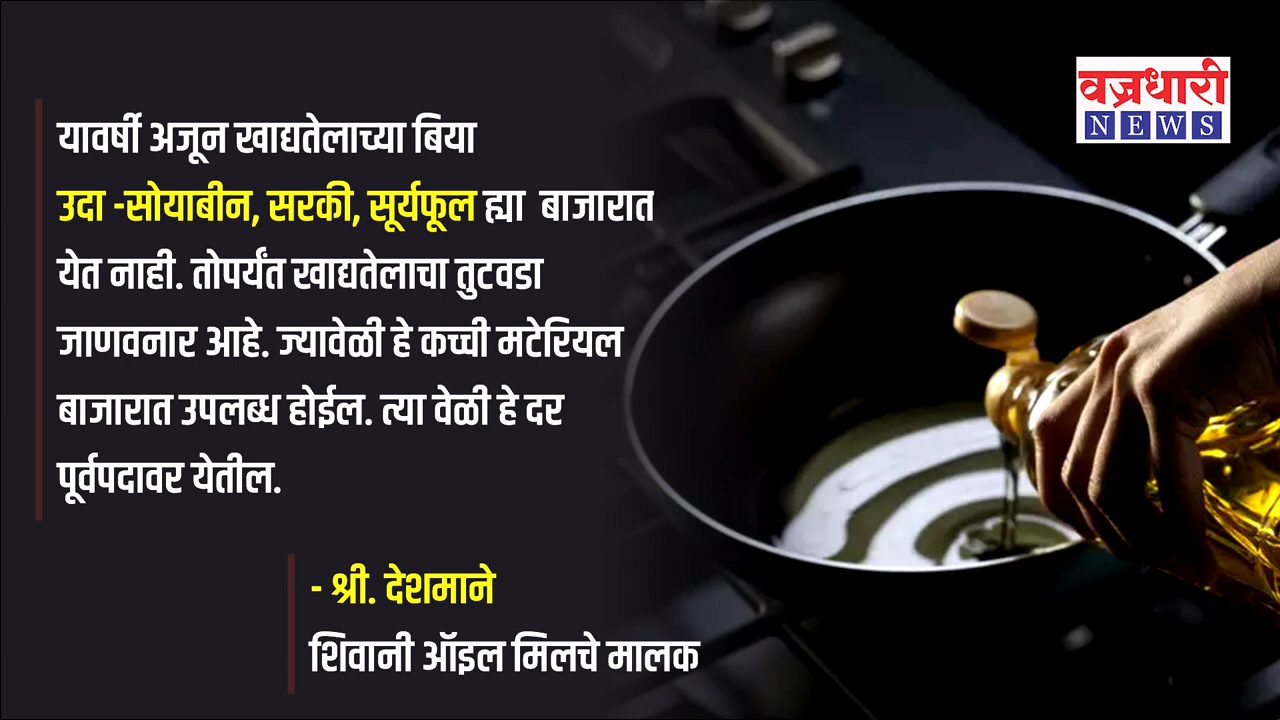 वज्रधारी
NEWS
यावर्षी अजून खाद्यतेलाच्या बिया
उदा -सोयाबीन, सरकी, सूर्यफूल ह्या बाजारात
येत नाही. तोपर्यंत खाद्यतेलाचा तुटवडा
जाणवनार आहे. ज्यावेळी हे कच्ची मटेरियल
बाजारात उपलब्ध होईल. त्या वेळी हे दर
पूर्वपदावर येतील.
- श्री. देशमाने
शिवानी ऑइल मिलचे मालक